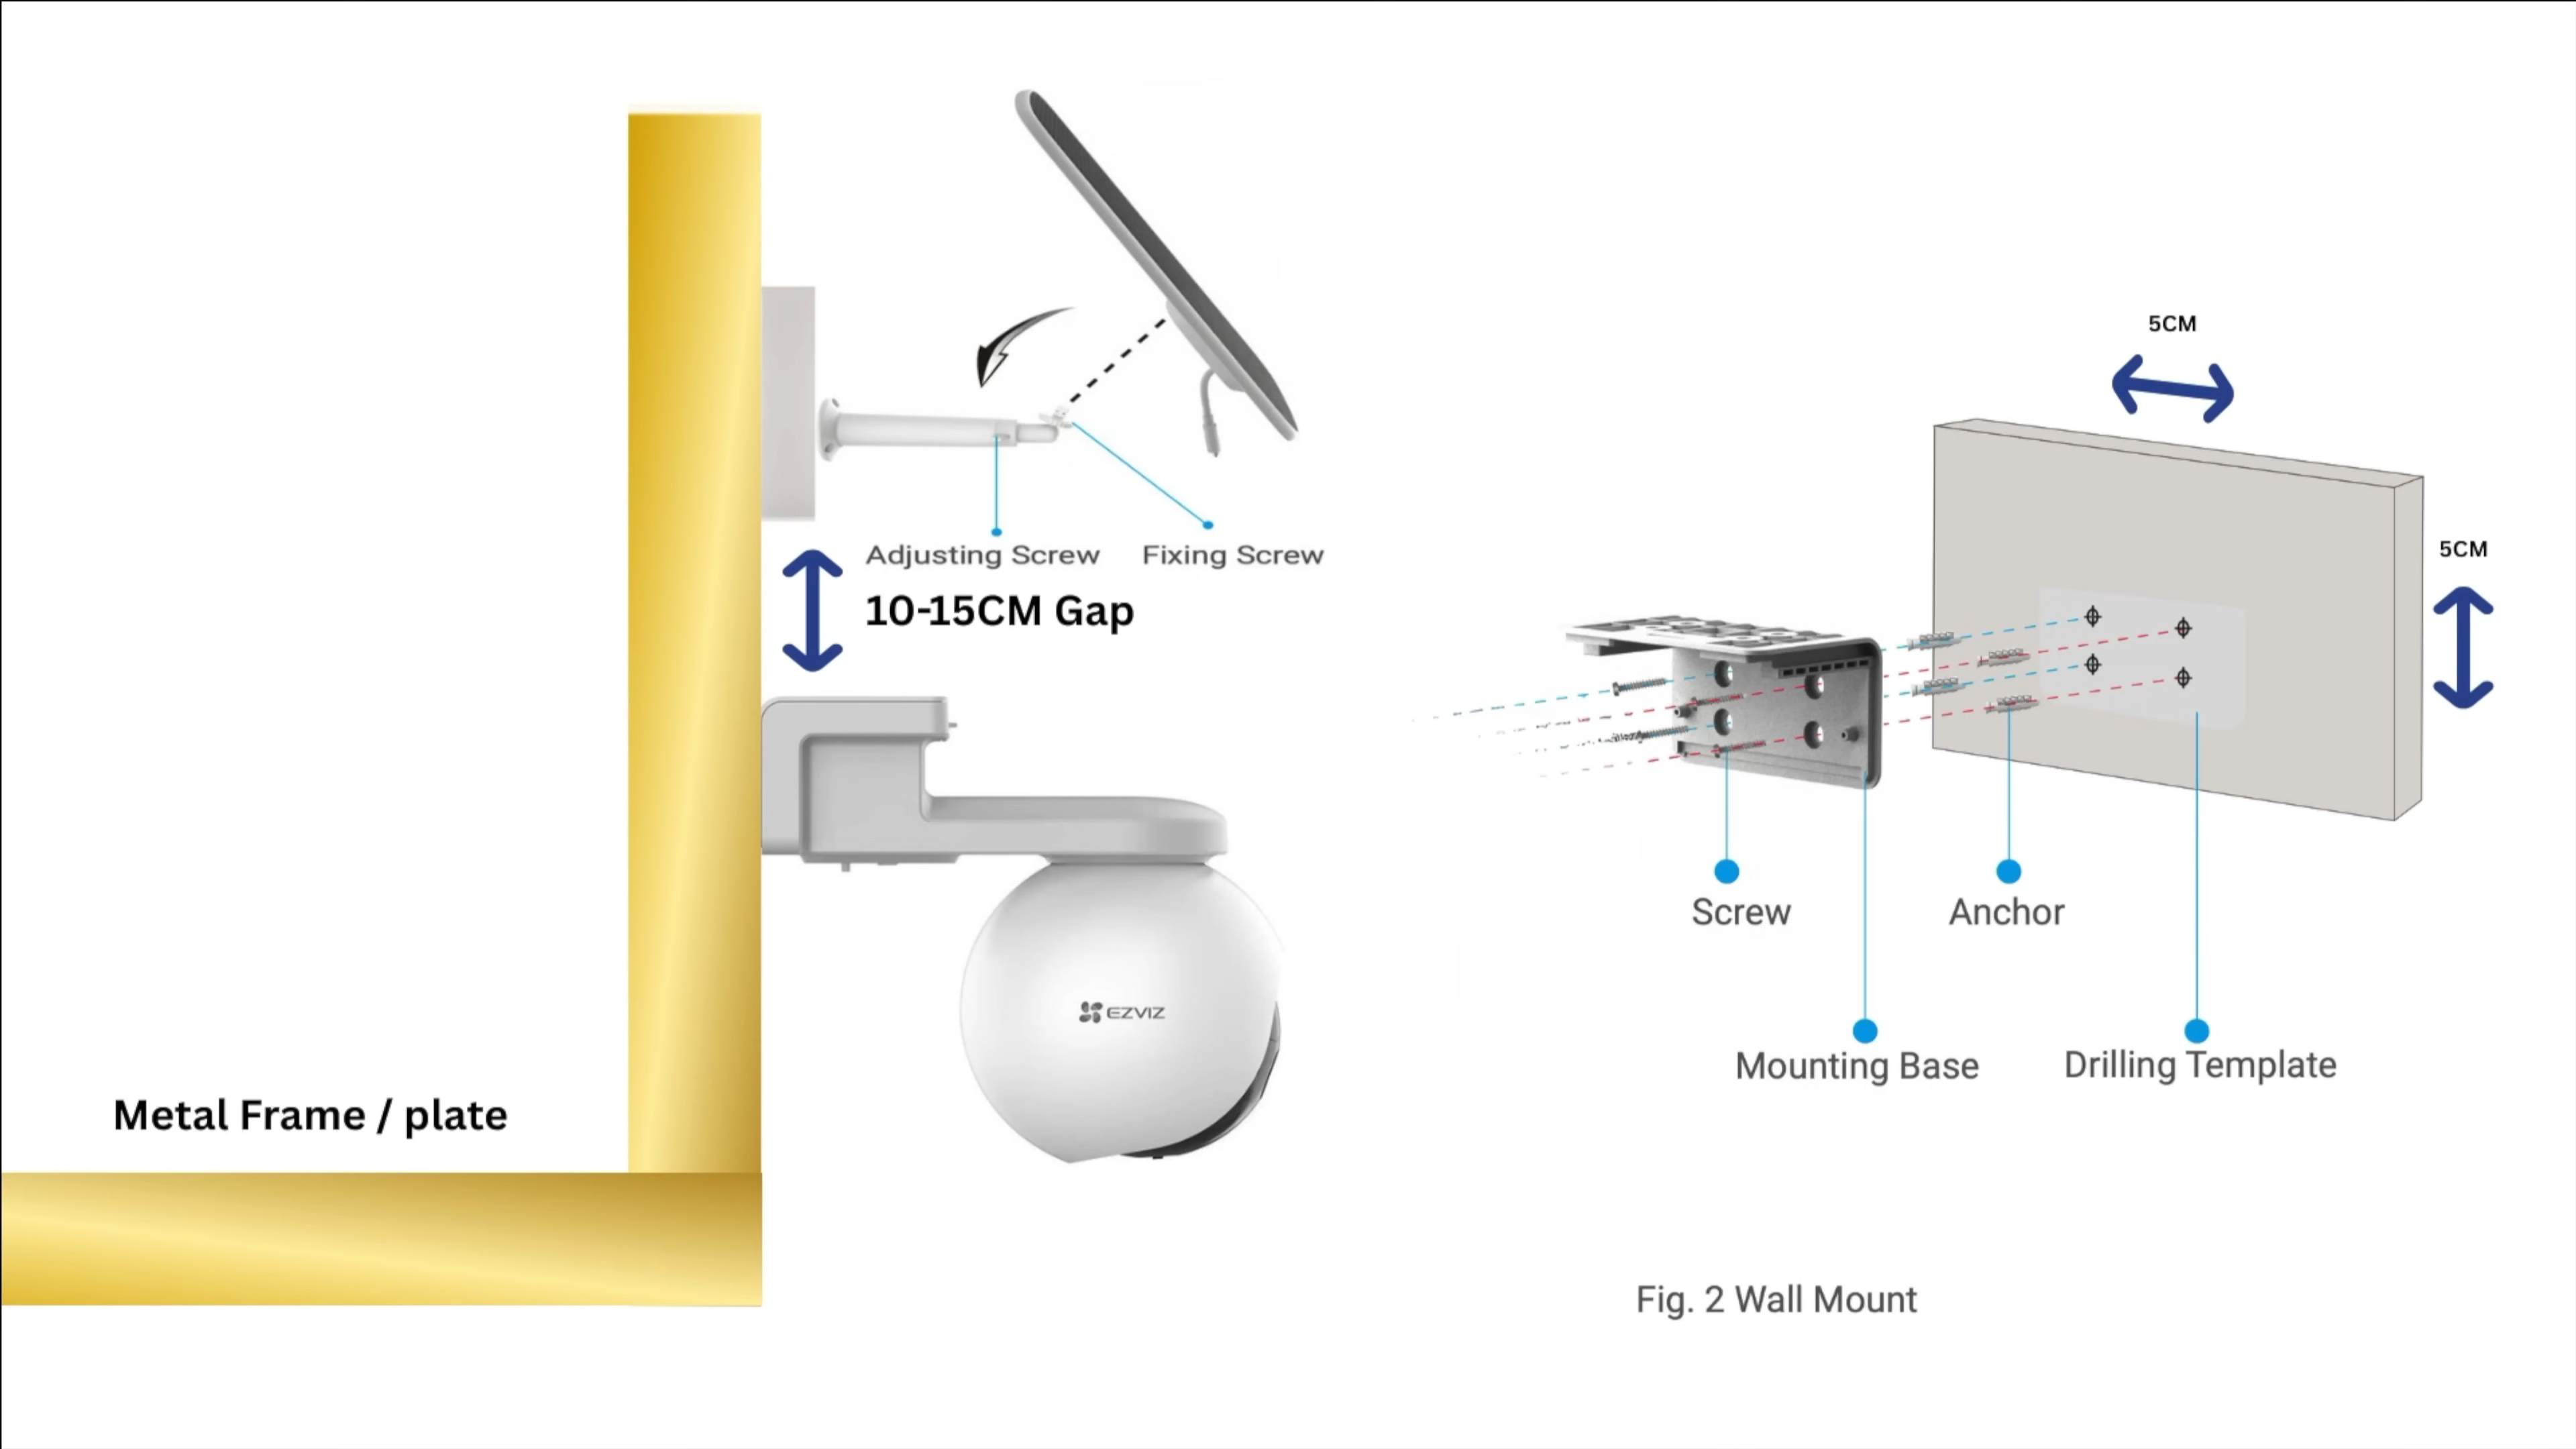 5CM
5CM
Adjusting Screw
Fixing Screw
10-15CM Gap
Screw
Anchor
EZVIZ
Mounting Base
Drilling Template
Metal Frame / plate
Fig. 2 Wall Mount